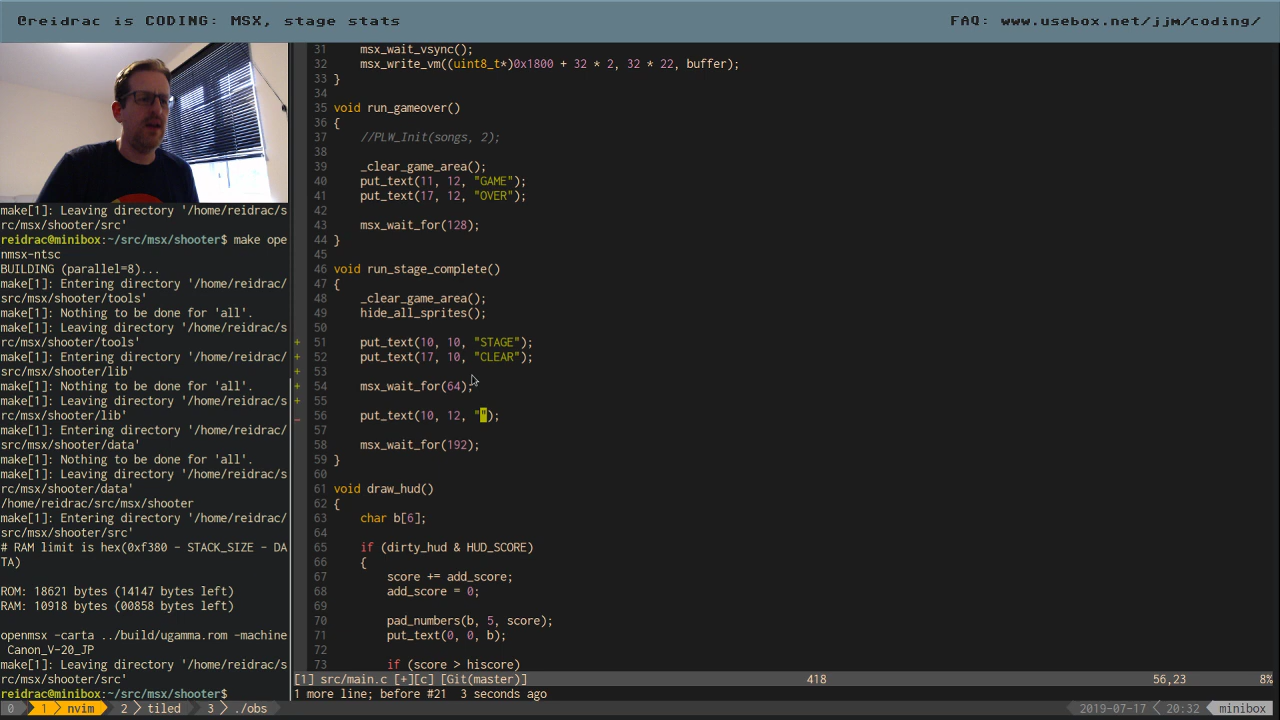 @reidrac is CODING: MSX, stage stats
FAQ: www.usebox.net/jjm/coding/
make[1]: Leaving directory '/home/reidrac/s
rc/msx/shooter/src'
reidrac@minibox:~/src/msx/shooter$ make ope
nmsx-ntsc
BUILDING (parallel=8)...
make[1]: Entering directory '/home/reidrac/
src/msx/shooter/tools'
make[1]: Nothing to be done for 'all'.
make[1]: Leaving directory '/home/reidrac/s
rc/msx/shooter/tools'
make[1]: Entering directory '/home/reidrac/
src/msx/shooter/lib'
make[1]: Nothing to be done for 'all'.
make[1]: Leaving directory '/home/reidrac/s
rc/msx/shooter/lib'
make[1]: Entering directory '/home/reidrac/
src/msx/shooter/data'
make[1]: Nothing to be done for 'all'.
make[1]: Leaving directory '/home/reidrac/s
rc/msx/shooter/data'
/home/reidrac/src/msx/shooter
make[1]: Entering directory '/home/reidrac/
src/msx/shooter/src'
# RAM limit is hex(0xf380 - STACK_SIZE - DA
TA)
ROM: 18621 bytes (14147 bytes left)
RAM: 10918 bytes (00858 bytes left)
openmsx -carta ../build/ugamma.rom -machine
Canon_V-20_JP
make[1]: Leaving directory '/home/reidrac/s
rc/msx/shooter/src'
reidrac@minibox:~/src/msx/shooter$
31 msx_wait_vsync();
32 msx_write_vm((uint8_t*)0x1800 + 32 * 2, 32 * 22, buffer);
33 }
34
35 void run_gameover()
36 {
37 //PLW_Init(songs, 2);
38
39 _clear_game_area();
40 put_text(11, 12, "GAME");
41 put_text(17, 12, "OVER");
42
43 msx_wait_for(128);
44 }
45
46 void run_stage_complete()
47 {
48 _clear_game_area();
49 hide_all_sprites();
50
+ 51 put_text(10, 10, "STAGE");
+ 52 put_text(17, 10, "CLEAR");
+ 53
+ 54 msx_wait_for(64);
+ 55
_ 56 put_text(10, 12, "");
57
58 msx_wait_for(192);
59 }
60
61 void draw_hud()
62 {
63 char b[6];
64
65 if (dirty_hud & HUD_SCORE)
66 {
67 score += add_score;
68 add_score = 0;
69
70 pad_numbers(b, 5, score);
71 put_text(0, 0, b);
72
73 if (score > hiscore)
[1] src/main.c [+][c] [Git(master)] 418 56,23 8%
1 more line; before #21 3 seconds ago
0 1 nvim 2 tiled 3 ./obs 2019-07-17 20:32 minibox